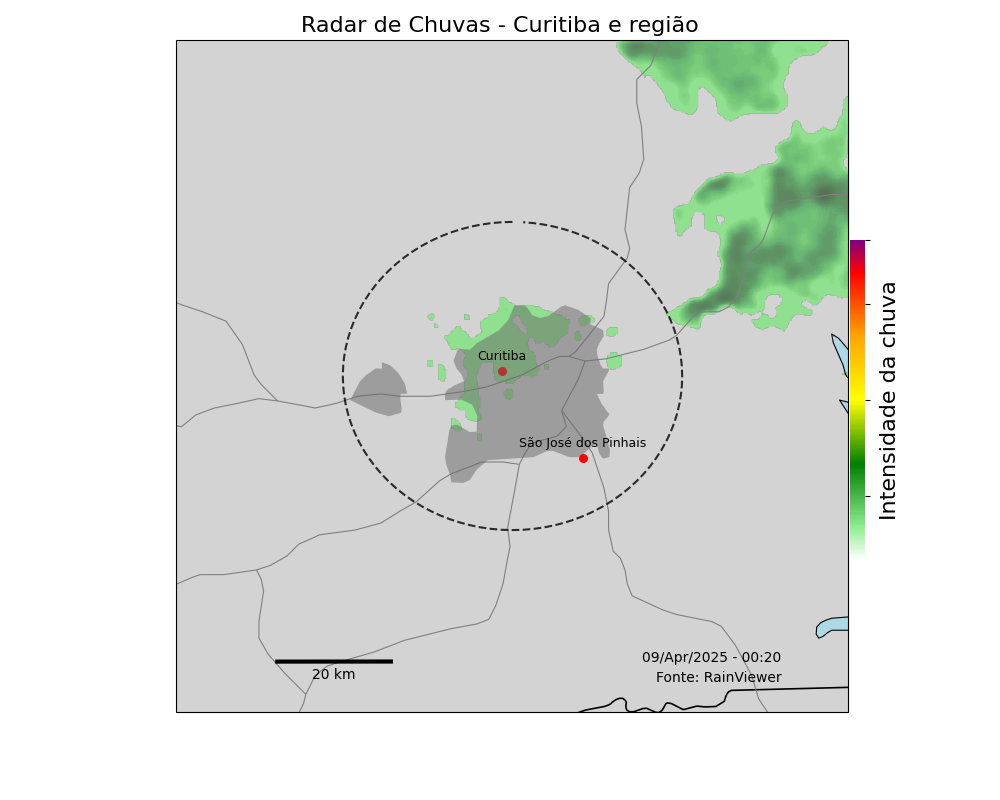 Radar de Chuvas - Curitiba e região
Curitiba
São José dos Pinhais
Intensidade da chuva
20 km
09/Apr/2025 - 00:20
Fonte: RainViewer